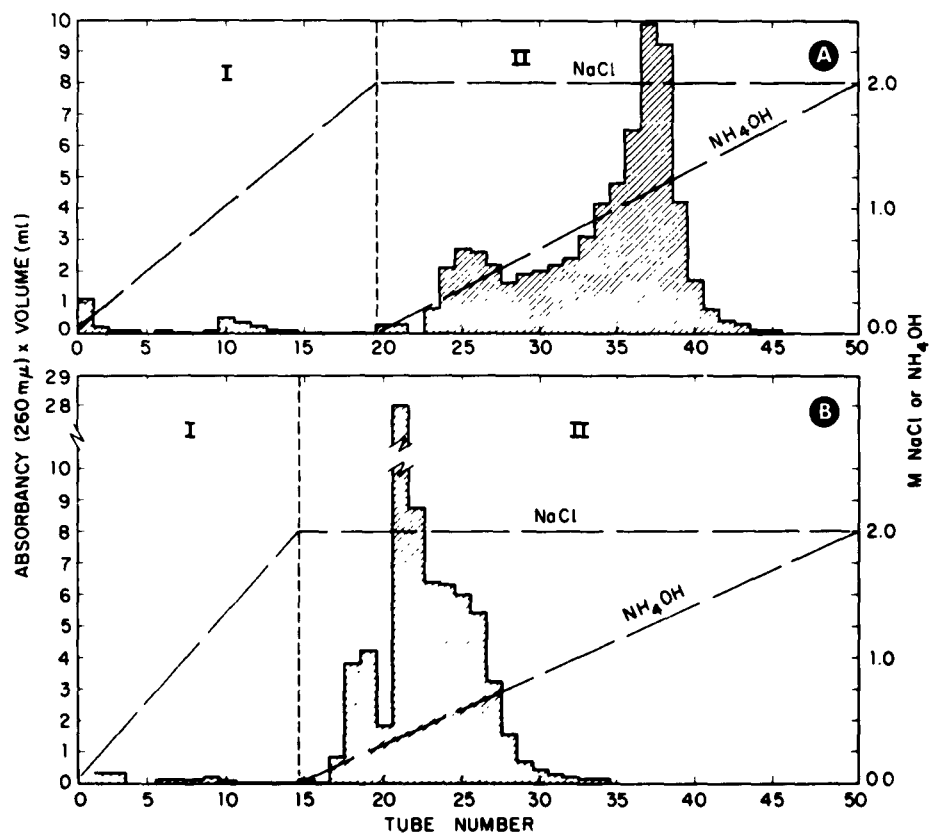 10
9
8
7
6
5
4
3
2
1
0
I
II
A
NaCl
NH₄OH
2.0
1.0
0.0
0 5 10 15 20 25 30 35 40 45 50
29
28
10
9
8
7
6
5
4
3
2
1
0
I
II
B
NaCl
NH₄OH
2.0
1.0
0.0
0 5 10 15 20 25 30 35 40 45 50
TUBE NUMBER
ABSORBANCY (260 mμ) x VOLUME (ml)
M NaCl or NH₄OH